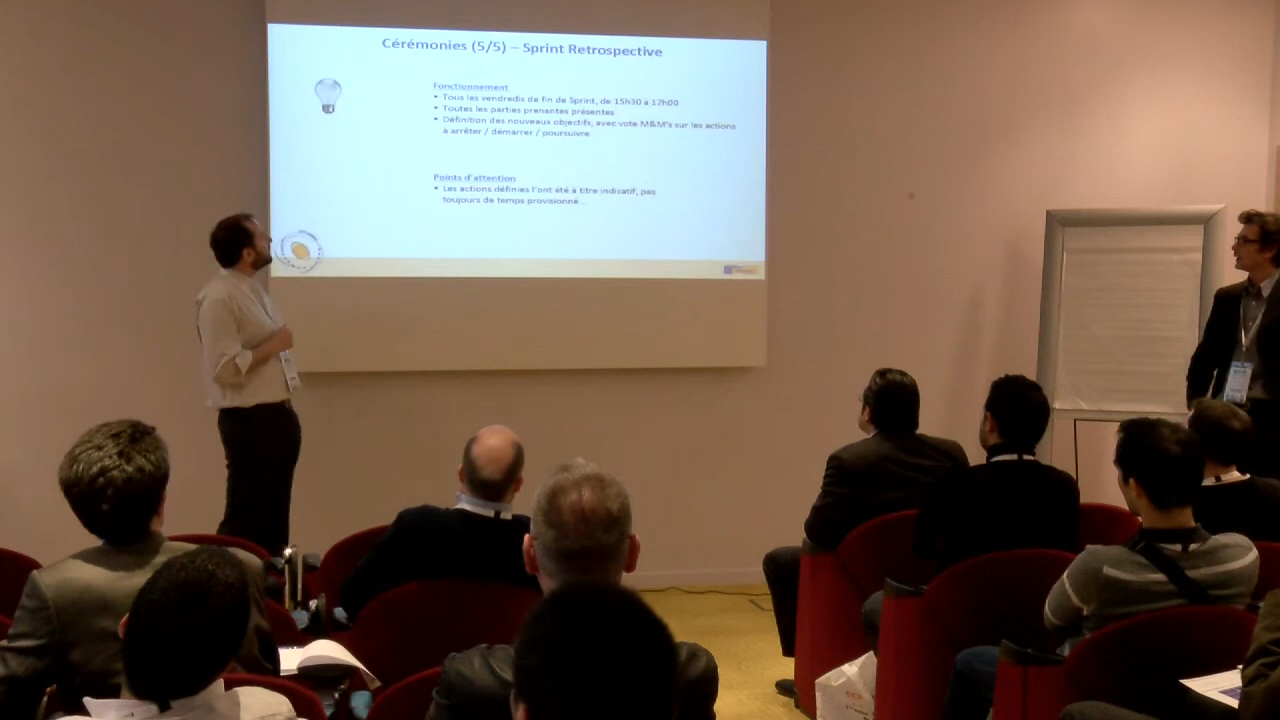 Cérémonies (5/5) – Sprint Retrospective
Fonctionnement
• Tous les vendredis de fin de Sprint, de 15h30 à 17h00
• Toutes les parties prenantes présentes
• Définition des nouveaux objectifs, avec vote M&M's sur les actions
à arrêter / démarrer / poursuivre
Points d'attention
• Les actions définies l'ont été à titre indicatif, pas
toujours de temps provisionné...